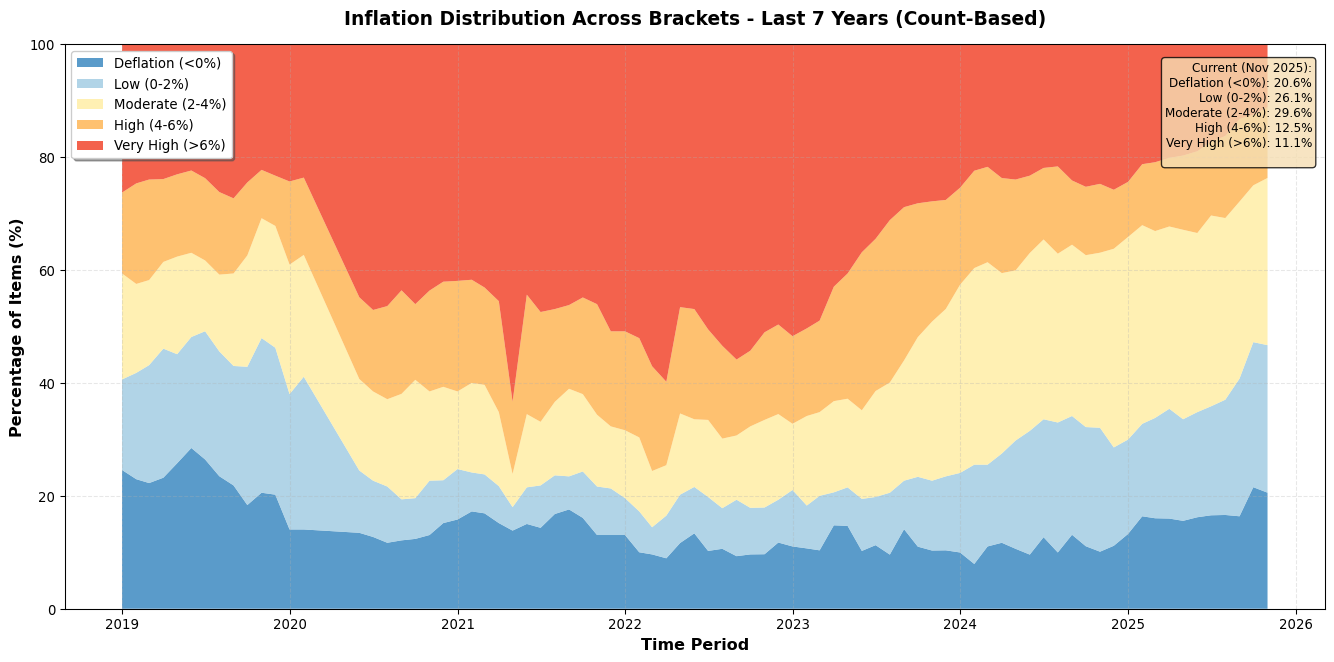 Inflation Distribution Across Brackets - Last 7 Years (Count-Based)
Percentage of Items (%)
100
80
60
40
20
0
Deflation (<0%)
Low (0-2%)
Moderate (2-4%)
High (4-6%)
Very High (>6%)
Current (Nov 2025):
Deflation (<0%): 20.6%
Low (0-2%): 26.1%
Moderate (2-4%): 29.6%
High (4-6%): 12.5%
Very High (>6%): 11.1%
2019 2020 2021 2022 2023 2024 2025 2026
Time Period